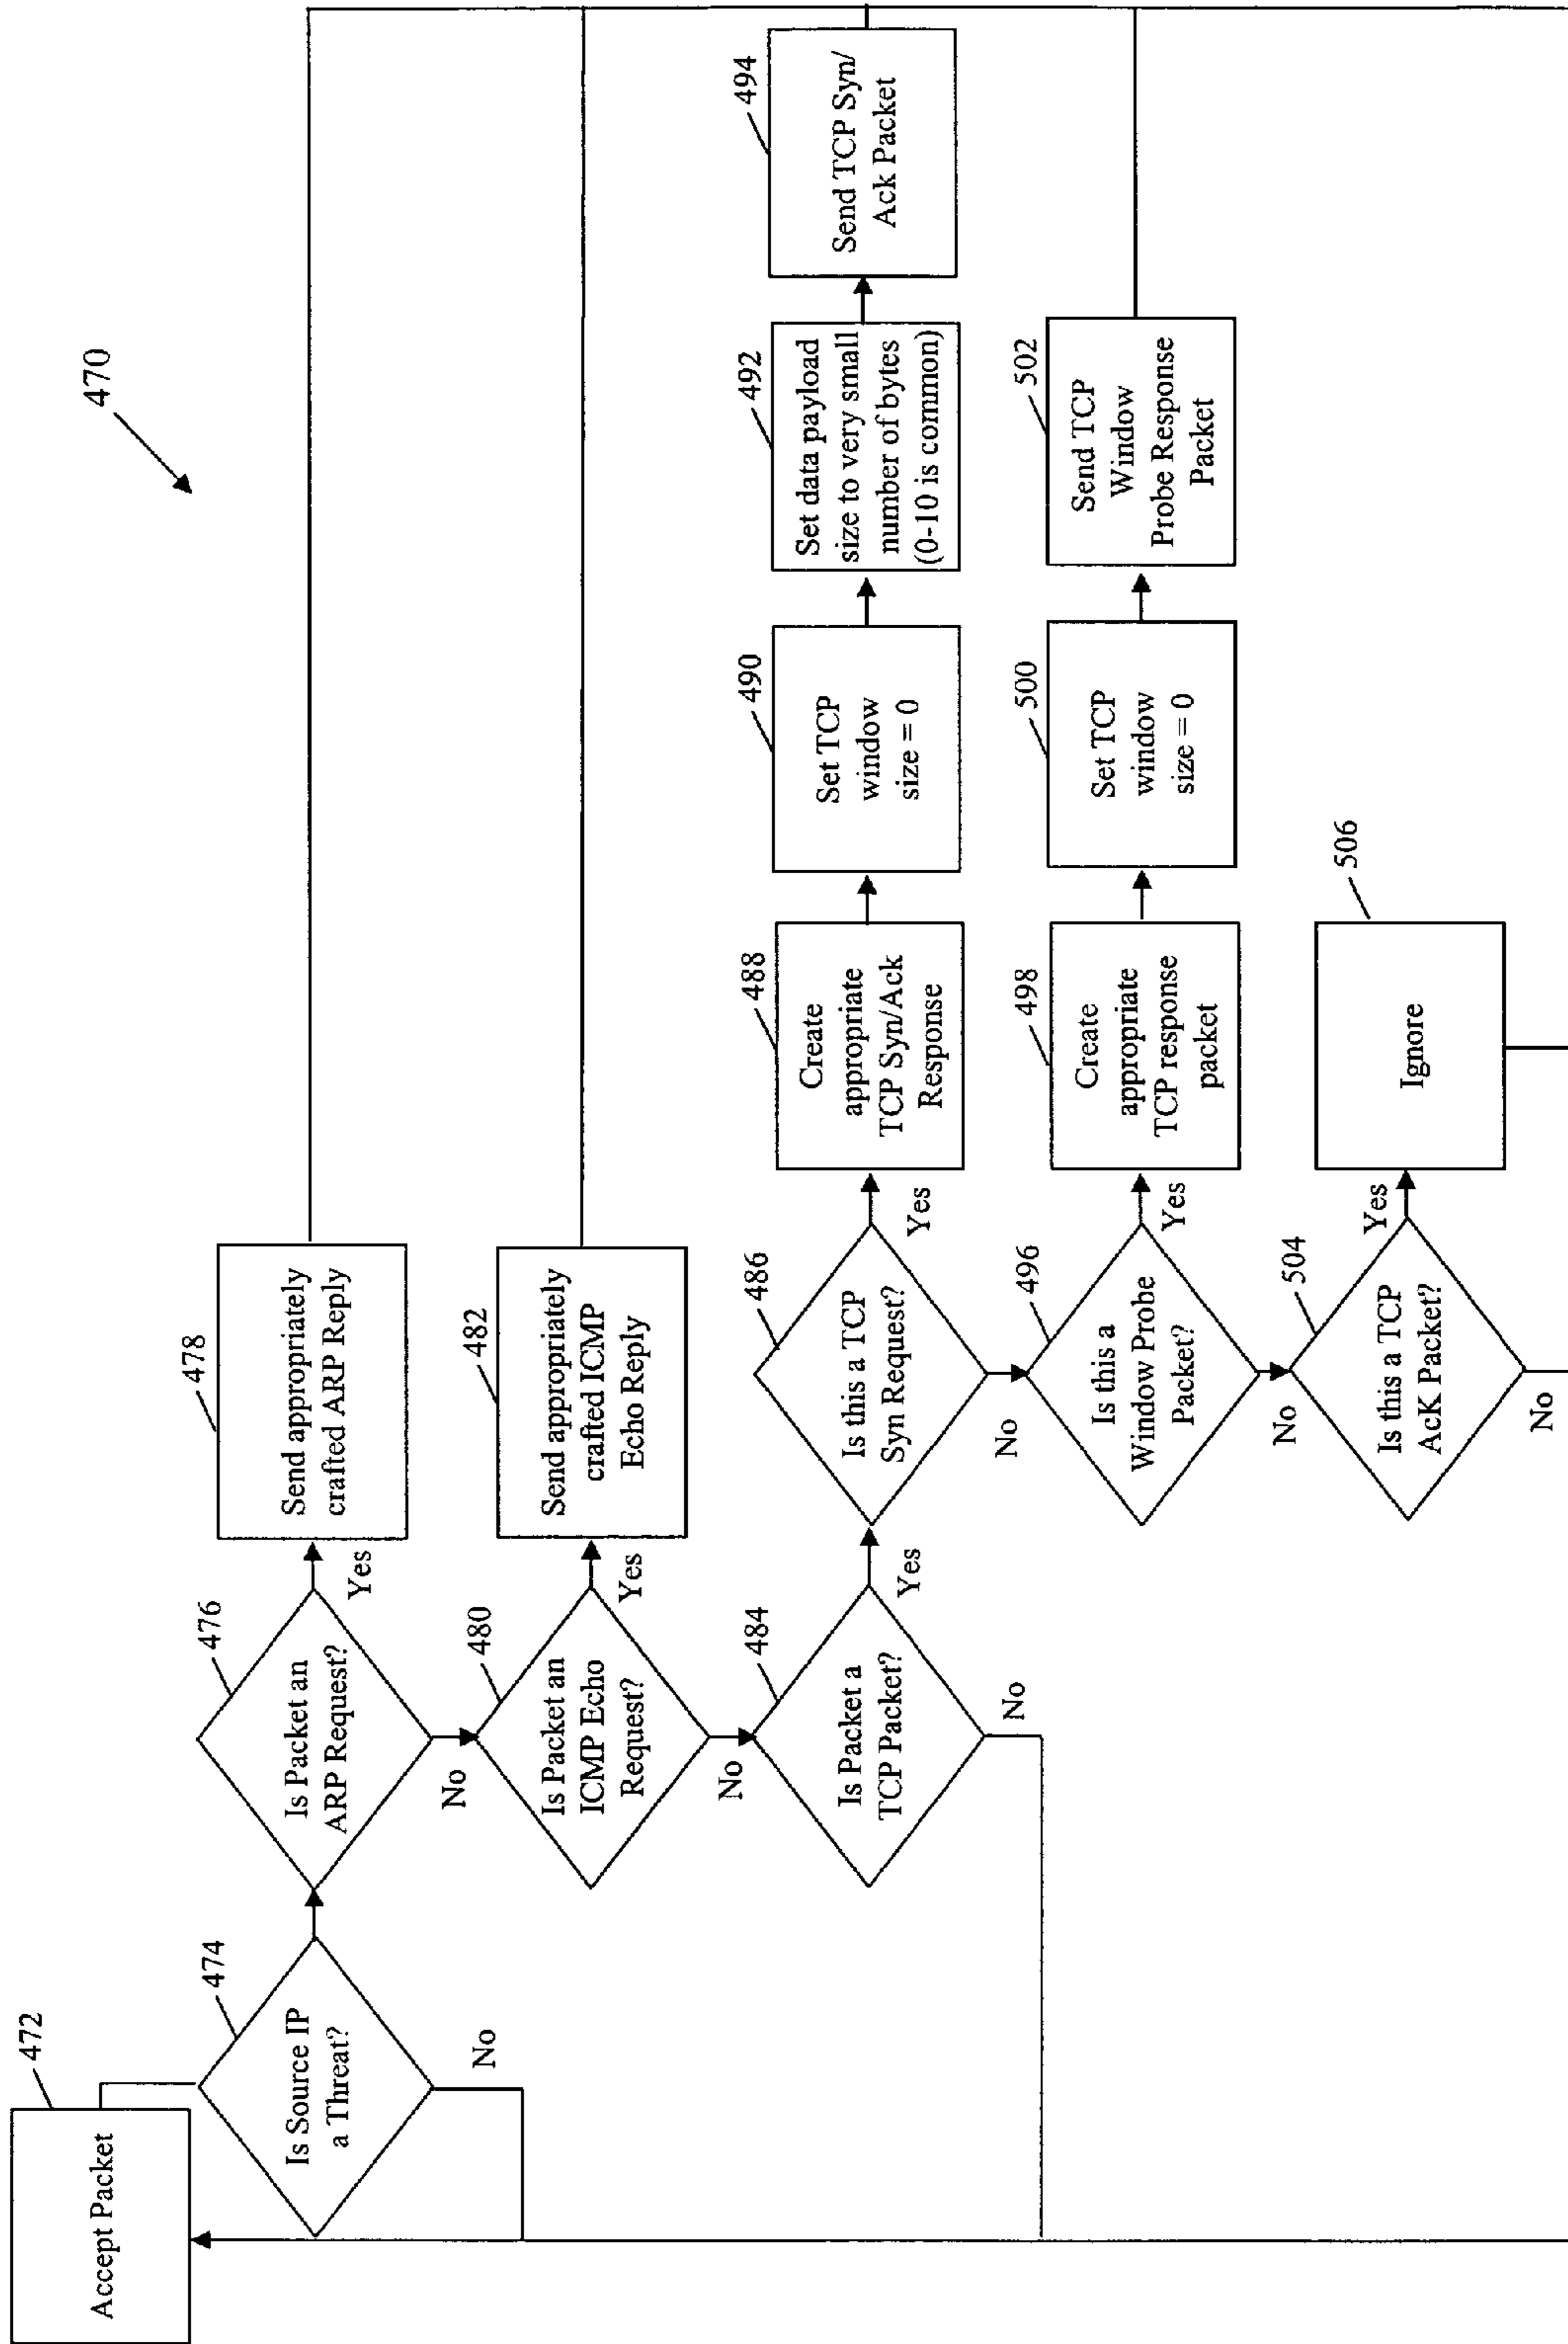 470
472
Accept Packet
474
Is Source IP
a Threat?
No
476
Is Packet an
ARP Request?
Yes
No
478
Send appropriately
crafted ARP Reply
480
Is Packet an
ICMP Echo
Request?
Yes
No
482
Send appropriately
crafted ICMP
Echo Reply
484
Is Packet a
TCP Packet?
Yes
No
486
Is this a TCP
Syn Request?
Yes
No
488
Create
appropriate
TCP Syn/Ack
Response
490
Set TCP
window
size = 0
492
Set data payload
size to very small
number of bytes
(0-10 is common)
494
Send TCP Syn/
Ack Packet
496
Is this a
Window Probe
Packet?
Yes
No
498
Create
appropriate
TCP response
packet
500
Set TCP
window
size = 0
502
Send TCP
Window
Probe Response
Packet
504
Is this a TCP
AcK Packet?
Yes
No
506
Ignore